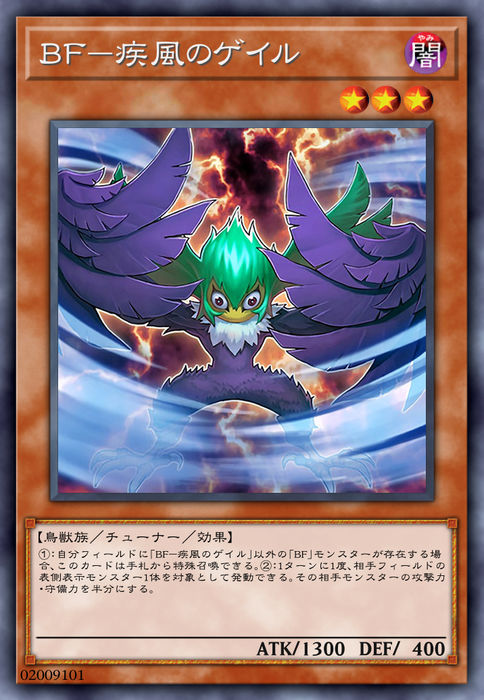 BF－疾風のゲイル
やみ
闇
【鳥獣族／チューナー／効果】
①：自分フィールドに「BF－疾風のゲイル」以外の「BF」モンスターが存在する場
合、このカードは手札から特殊召喚できる。②：1ターンに1度、相手フィールドの
表側表示モンスター1体を対象として発動できる。その相手モンスターの攻撃力
・守備力を半分にする。
ATK/1300 DEF/ 400
02009101